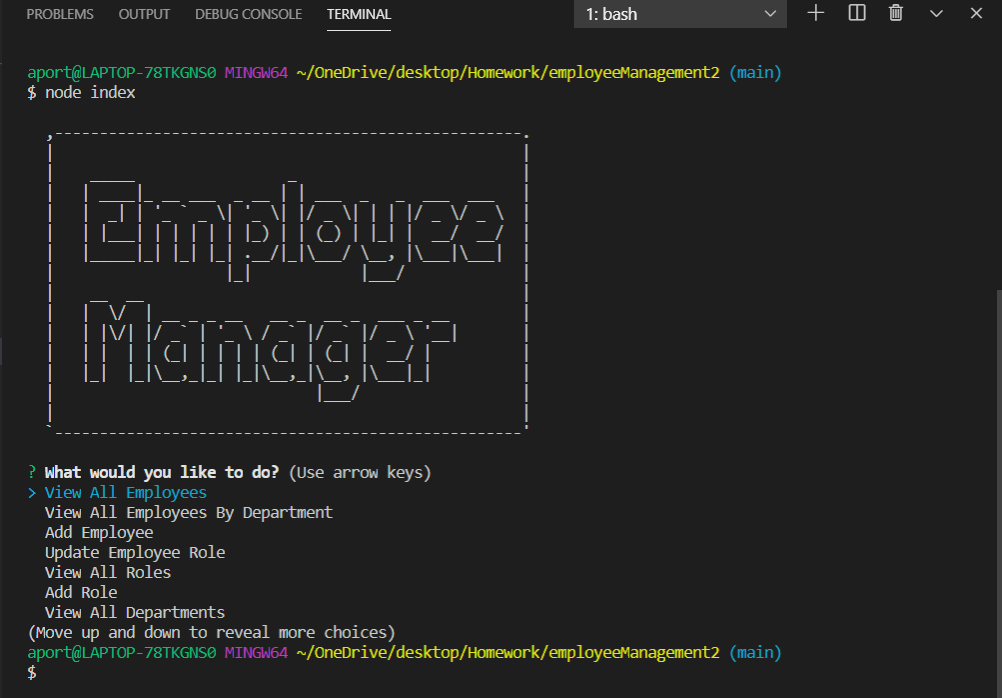 PROBLEMS OUTPUT DEBUG CONSOLE TERMINAL 1: bash
aport@LAPTOP-78TKGNS0 MINGW64 ~/OneDrive/desktop/Homework/employeeManagement2 (main)
$ node index
Employee
Manager
? What would you like to do? (Use arrow keys)
> View All Employees
View All Employees By Department
Add Employee
Update Employee Role
View All Roles
Add Role
View All Departments
(Move up and down to reveal more choices)
aport@LAPTOP-78TKGNS0 MINGW64 ~/OneDrive/desktop/Homework/employeeManagement2 (main)
$